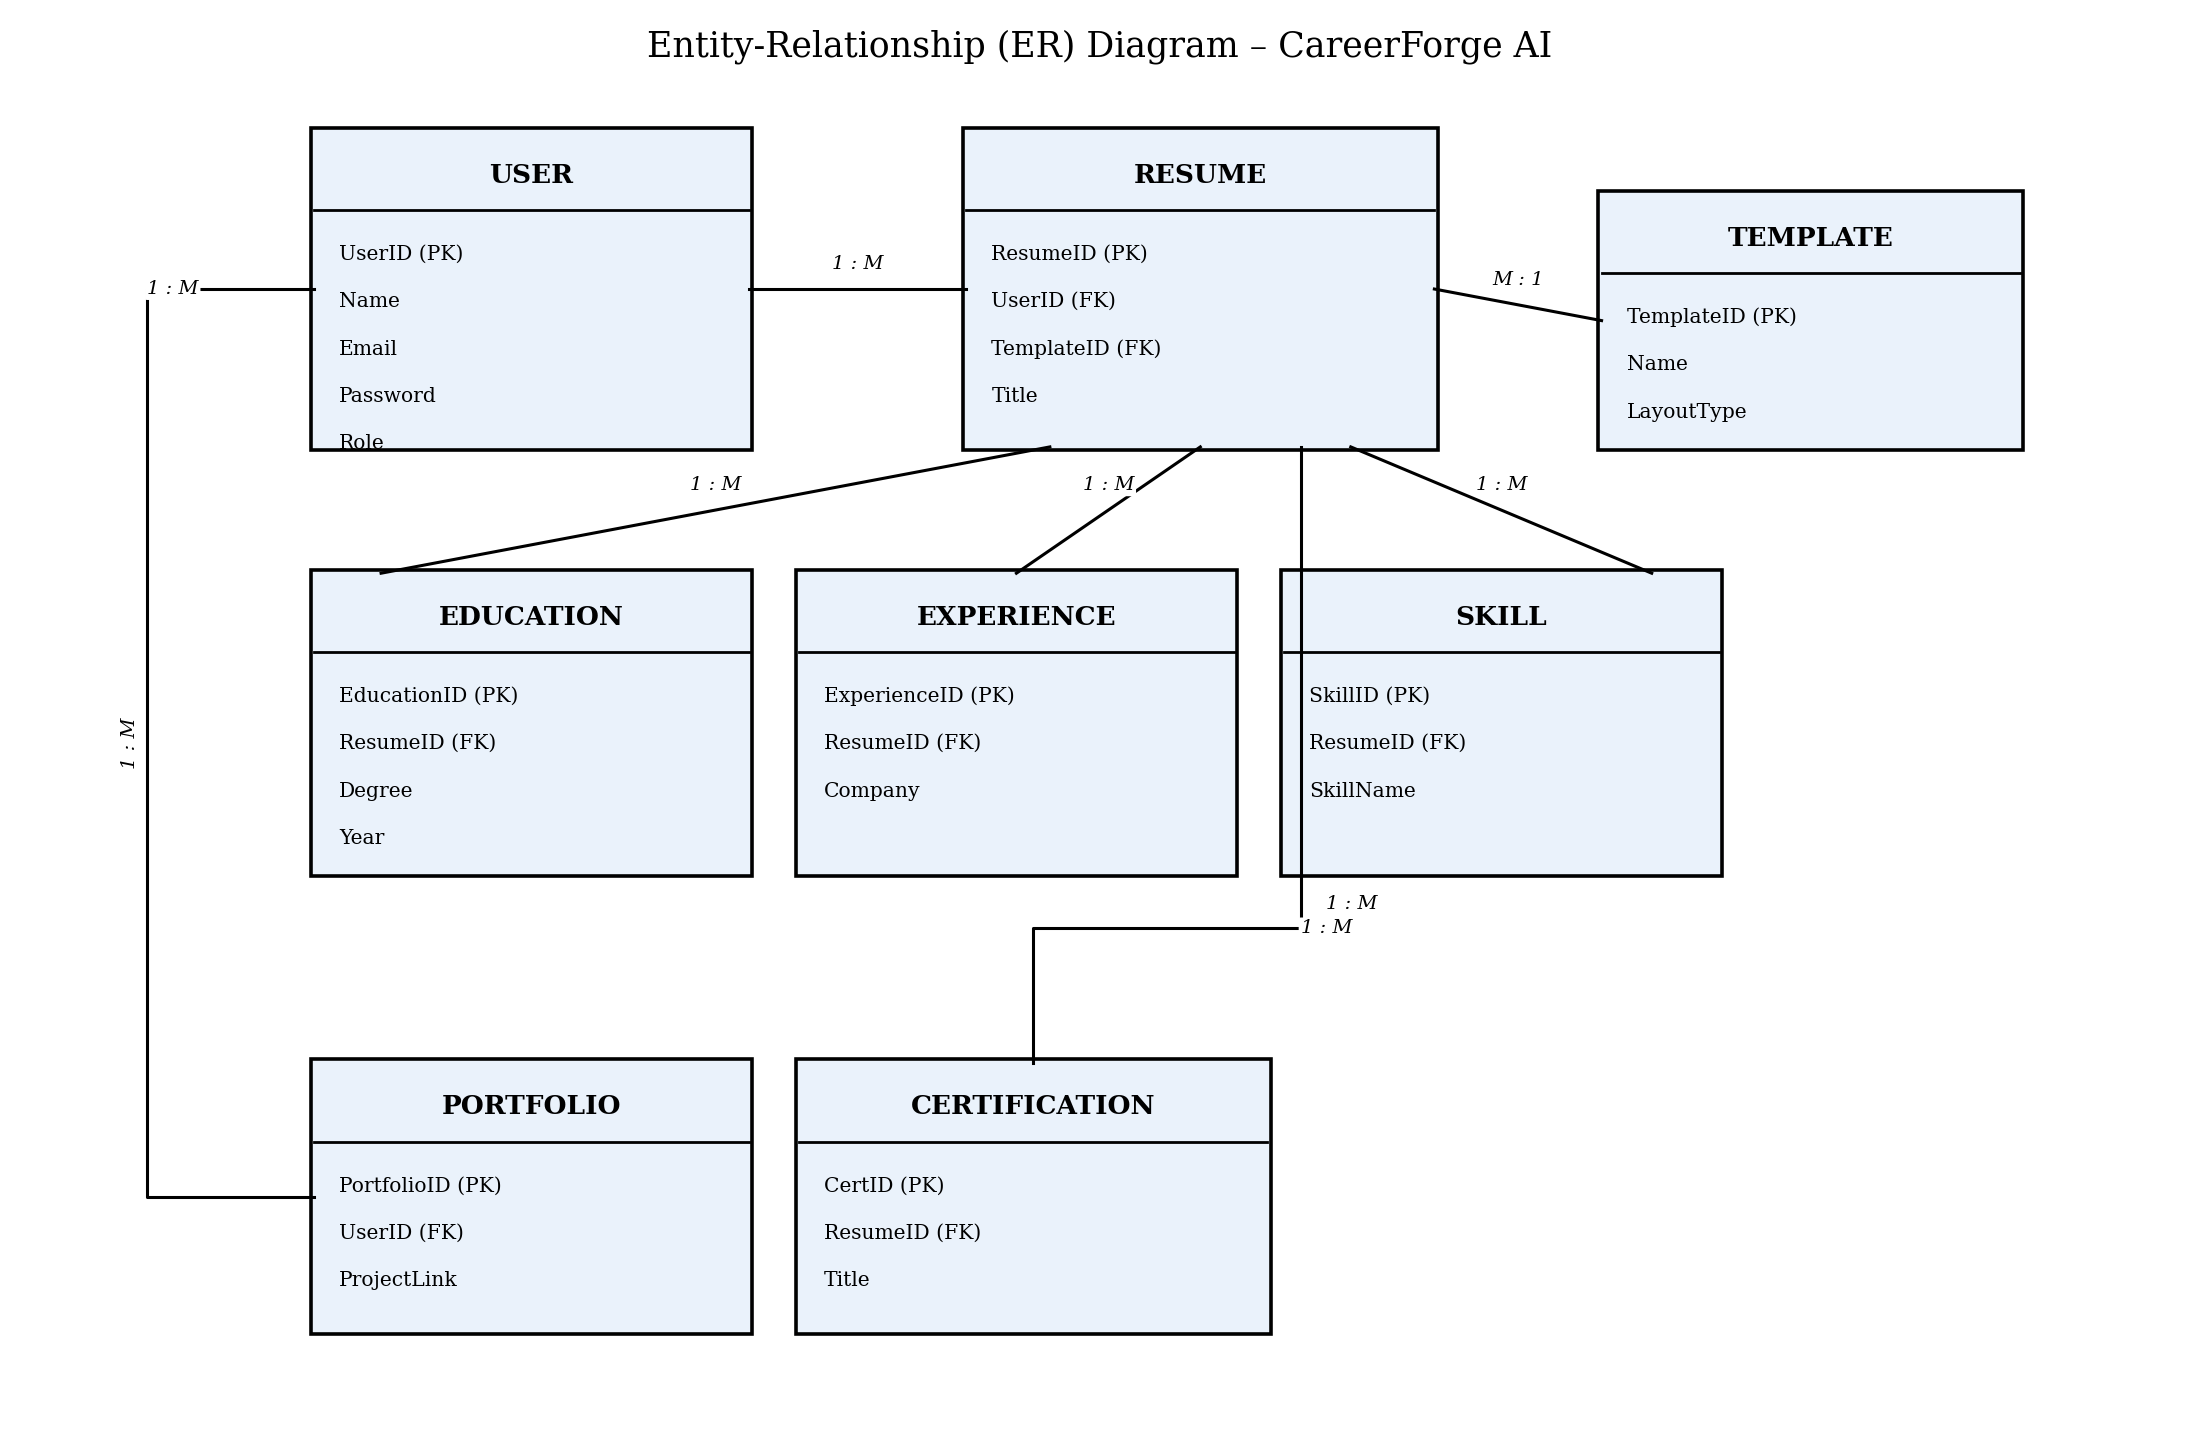 Entity-Relationship (ER) Diagram – CareerForge AI
USER
UserID (PK)
Name
Email
Password
Role
1 : M
RESUME
ResumeID (PK)
UserID (FK)
TemplateID (FK)
Title
M : 1
TEMPLATE
TemplateID (PK)
Name
LayoutType
1 : M
1 : M
1 : M
1 : M
1 : M
EDUCATION
EducationID (PK)
ResumeID (FK)
Degree
Year
EXPERIENCE
ExperienceID (PK)
ResumeID (FK)
Company
SKILL
SkillID (PK)
ResumeID (FK)
SkillName
1 : M
1 : M
PORTFOLIO
PortfolioID (PK)
UserID (FK)
ProjectLink
CERTIFICATION
CertID (PK)
ResumeID (FK)
Title